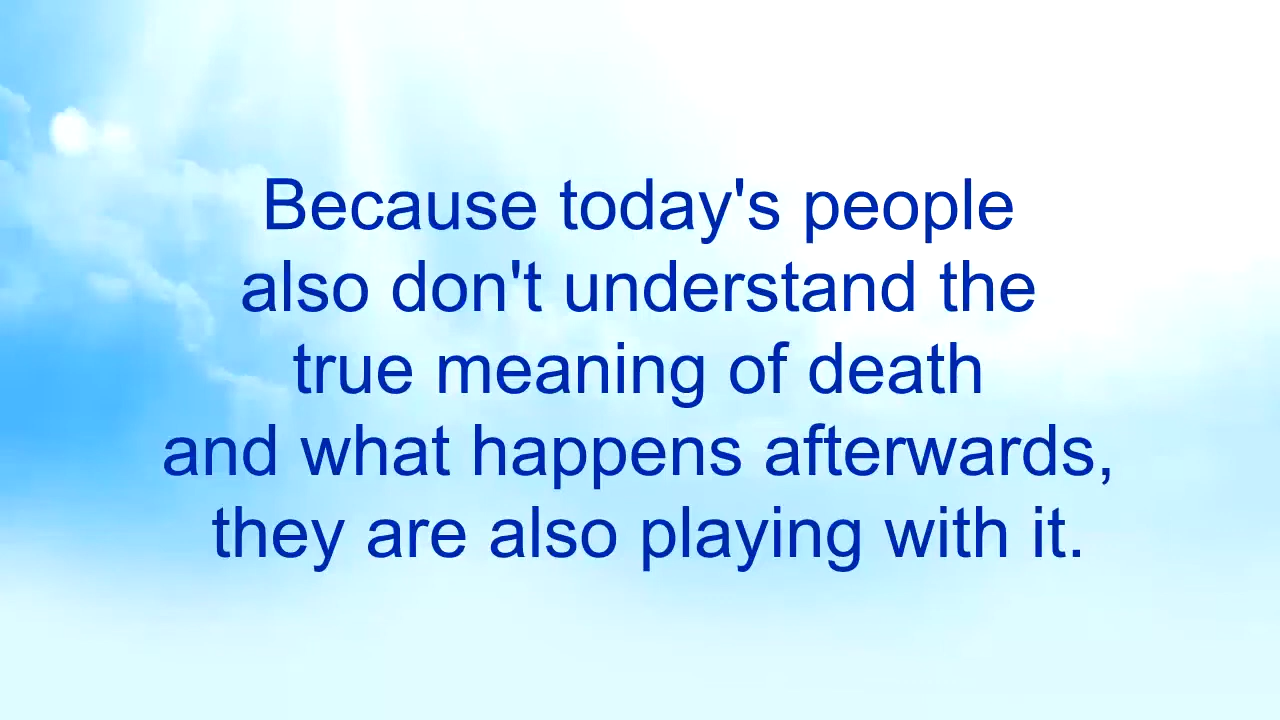 Because today's people
also don't understand the
true meaning of death
and what happens afterwards,
they are also playing with it.